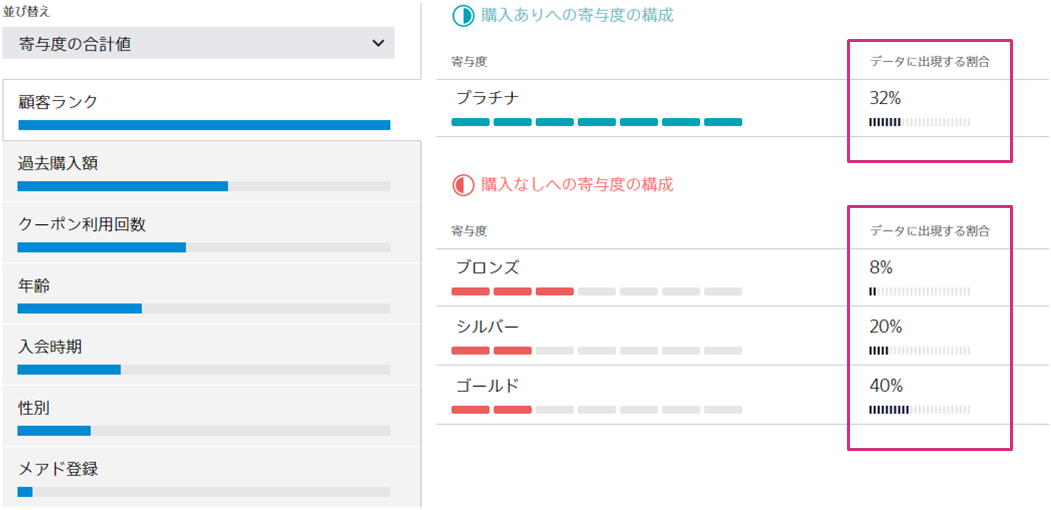 並び替え
寄与度の合計値
顧客ランク
過去購入額
クーポン利用回数
年齢
入会時期
性別
メアド登録
購入ありへの寄与度の構成
寄与度 データに出現する割合
プラチナ 32%
購入なしへの寄与度の構成
寄与度 データに出現する割合
ブロンズ 8%
シルバー 20%
ゴールド 40%